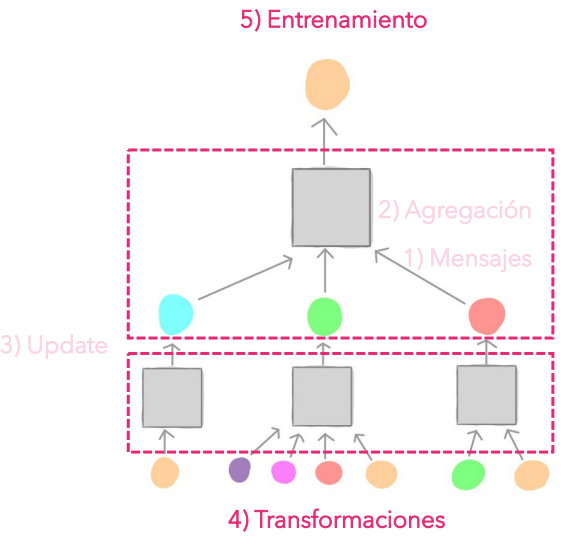 5) Entrenamiento
2) Agregación
1) Mensajes
3) Update
4) Transformaciones